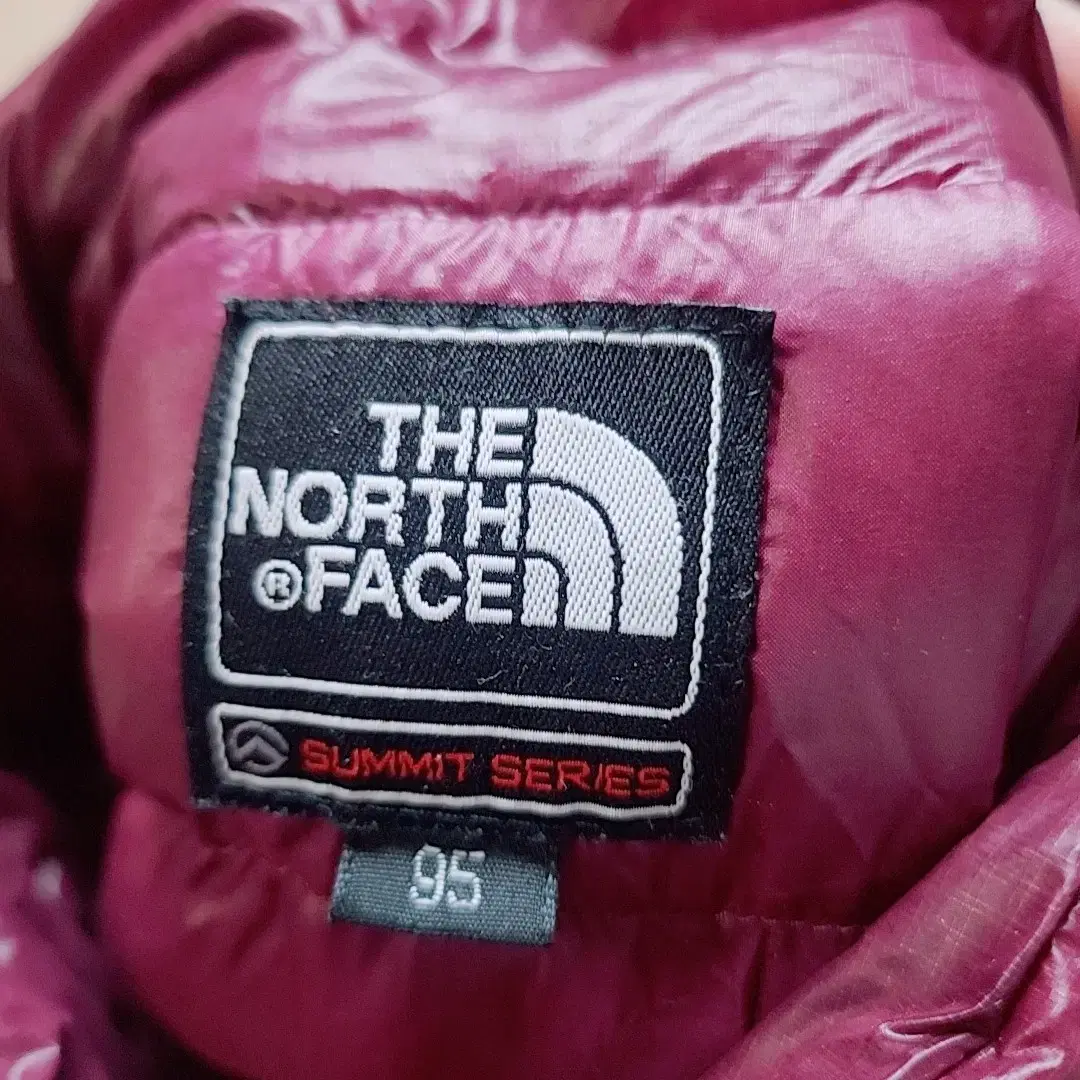 THE
NORTH
®FACE
SUMMIT SERIES
95